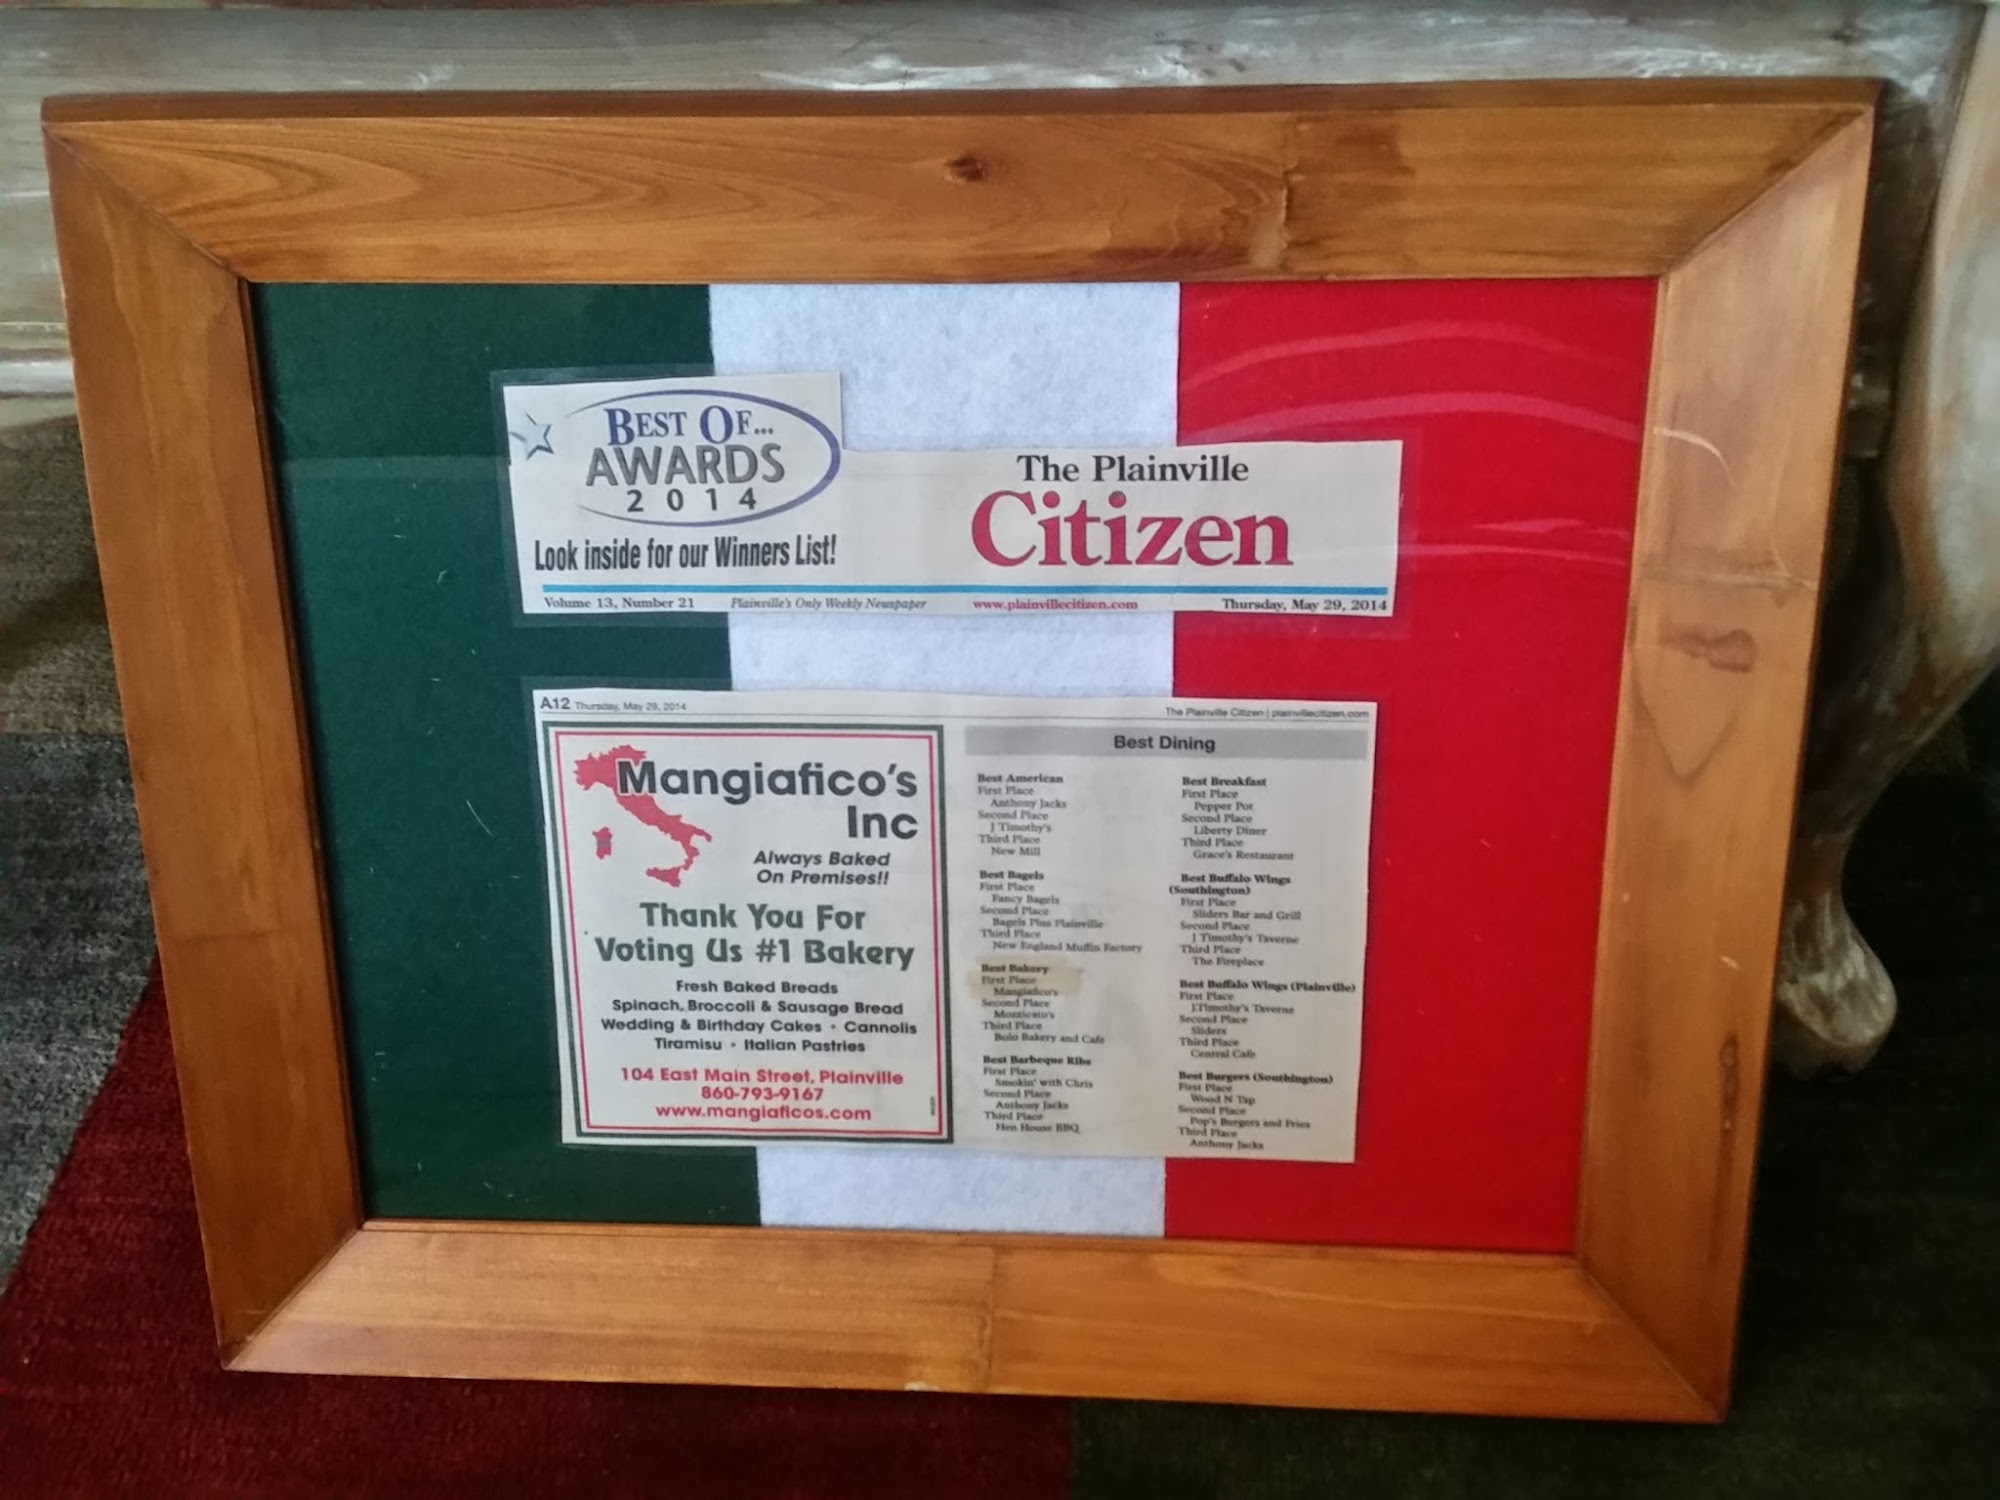 BEST OF...
AWARDS
2014
Look inside for our Winners List!
The Plainville
Citizen
Volume 13, Number 21
Plainville's Only Weekly Newspaper
www.plainvillecitizen.com
Thursday, May 29, 2014
A12 Thursday, May 29, 2014
The Plainville Citizen | plainvillecitizen.com
Mangiafico's
Inc
Always Baked
On Premises!!
Thank You For
Voting Us #1 Bakery
Fresh Baked Breads
Spinach, Broccoli & Sausage Bread
Wedding & Birthday Cakes • Cannolis
Tiramisu • Italian Pastries
104 East Main Street, Plainville
860-793-9167
www.mangiaficos.com
Best Dining
Best American
First Place
Anthony Jacks
Second Place
J Timothy's
Third Place
New Mill
Best Bagels
First Place
Fancy Bagels
Second Place
Bagels Plus Plainville
Third Place
New England Muffin Factory
Best Bakery
First Place
Mangiafico's
Second Place
Mozzicato's
Third Place
Bolo Bakery and Cafe
Best Barbeque Ribs
First Place
Smokin' with Chris
Second Place
Anthony Jacks
Third Place
Hen House BBQ
Best Breakfast
First Place
Pepper Pot
Second Place
Liberty Diner
Third Place
Grace's Restaurant
Best Buffalo Wings
(Southington)
First Place
Sliders Bar and Grill
Second Place
J Timothy's Taverne
Third Place
The Fireplace
Best Buffalo Wings (Plainville)
First Place
J.Timothy's Taverne
Second Place
Sliders
Third Place
Central Cafe
Best Burgers (Southington)
First Place
Wood N Tap
Second Place
Pop's Burgers and Fries
Third Place
Anthony Jacks